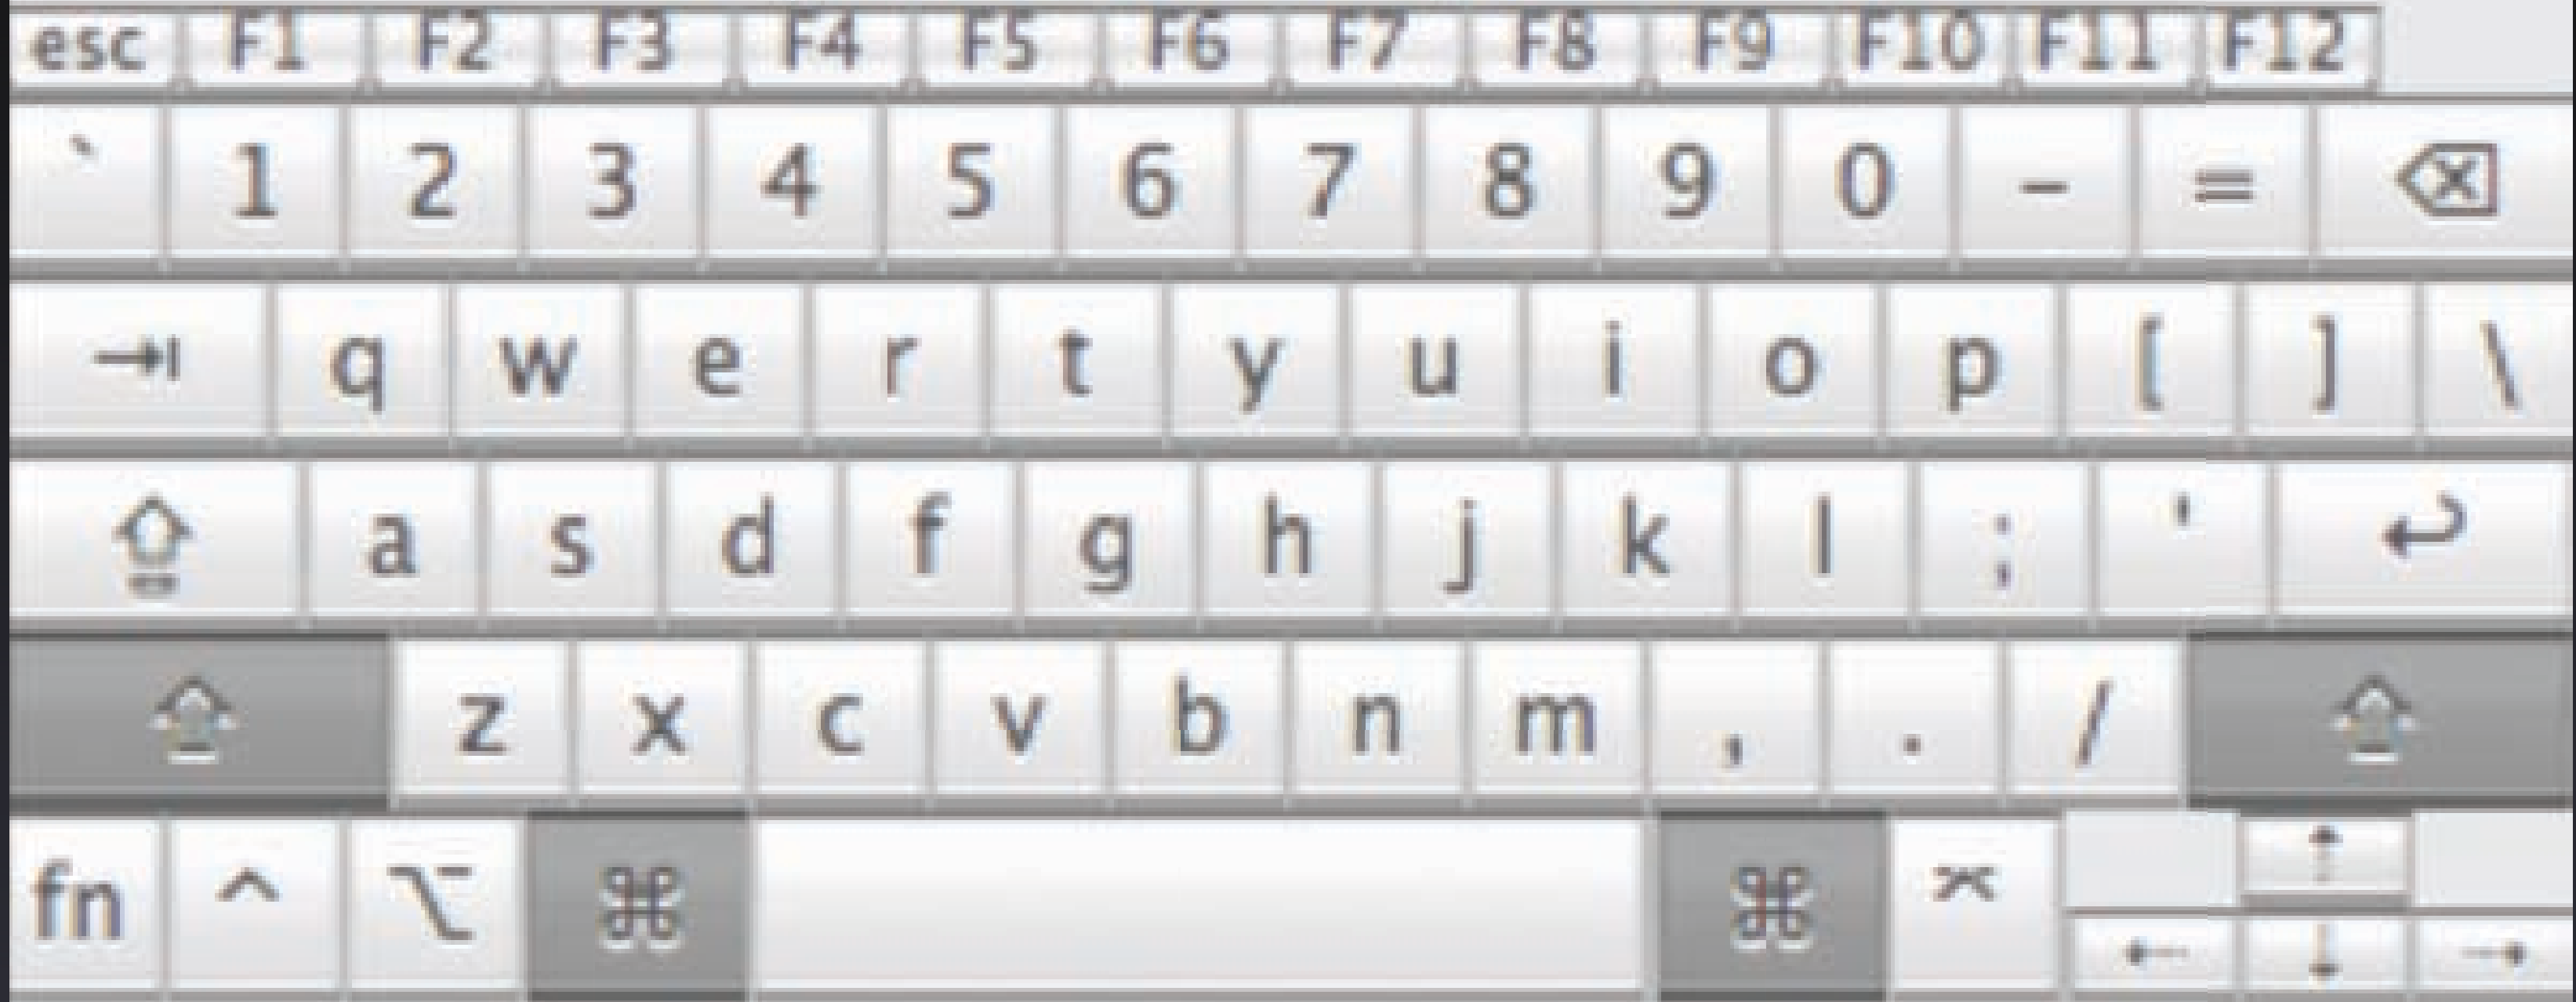 esc F1 F2 F3 F4 F5 F6 F7 F8 F9 F10 F11 F12
` 1 2 3 4 5 6 7 8 9 0 - = ⌫
⇥ q w e r t y u i o p [ ] \
⇪ a s d f g h j k l ; ' ↩
⇧ z x c v b n m , . / ⇧
fn ^ ⌥ ⌘ ⌘ ⌤ ↑
← ↓ →